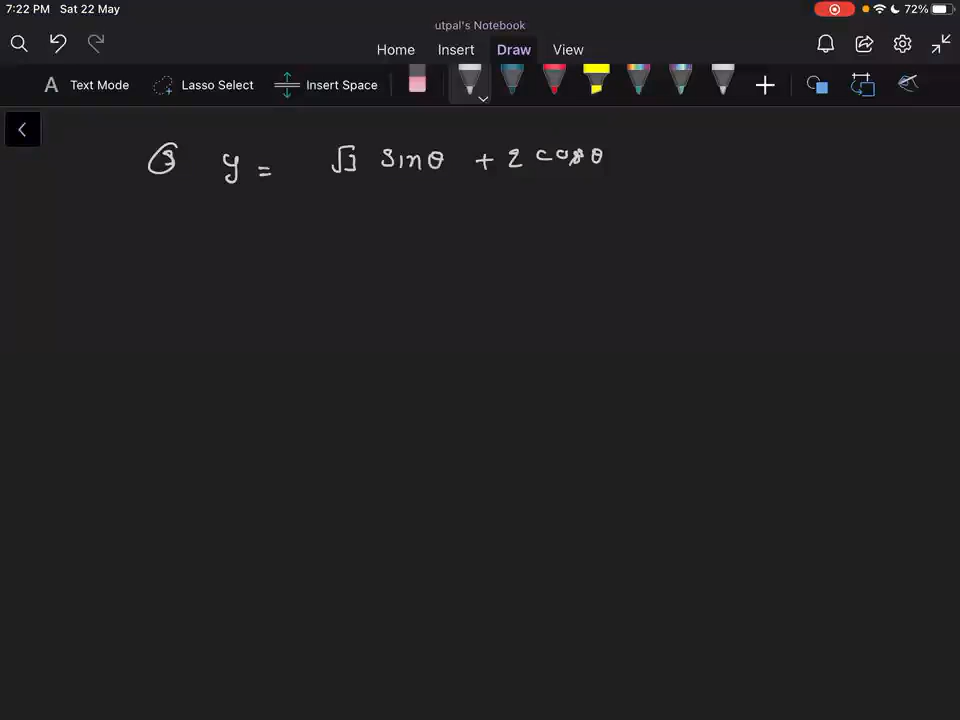 7:22 PM Sat 22 May 72%
utpal's Notebook
Home Insert Draw View
A Text Mode Lasso Select Insert Space
③ y = √3 sinθ + 2 cosθ